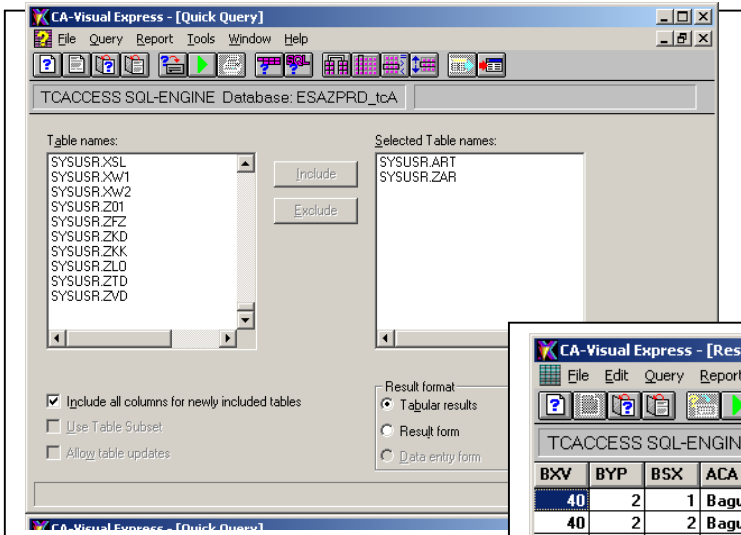 CA-Visual Express - [Quick Query]
File Query Report Tools Window Help
TCACCESS SQL-ENGINE Database: ESAZPRD_tcA
Table names:
SYSUSR.XSL
SYSUSR.XW1
SYSUSR.XW2
SYSUSR.Z01
SYSUSR.ZFZ
SYSUSR.ZKD
SYSUSR.ZKK
SYSUSR.ZLO
SYSUSR.ZTD
SYSUSR.ZVD
Include
Exclude
Selected Table names:
SYSUSR.ART
SYSUSR.ZAR
Include all columns for newly included tables
Use Table Subset
Allow table updates
Result format
Tabular results
Result form
Data entry form
CA-Visual Express - [Quick Query]
CA-Visual Express - [Res
File Edit Query Report
TCACCESS SQL-ENGIN
BXV BYP BSX ACA
40 2 1 Bagu
40 2 2 Bagu